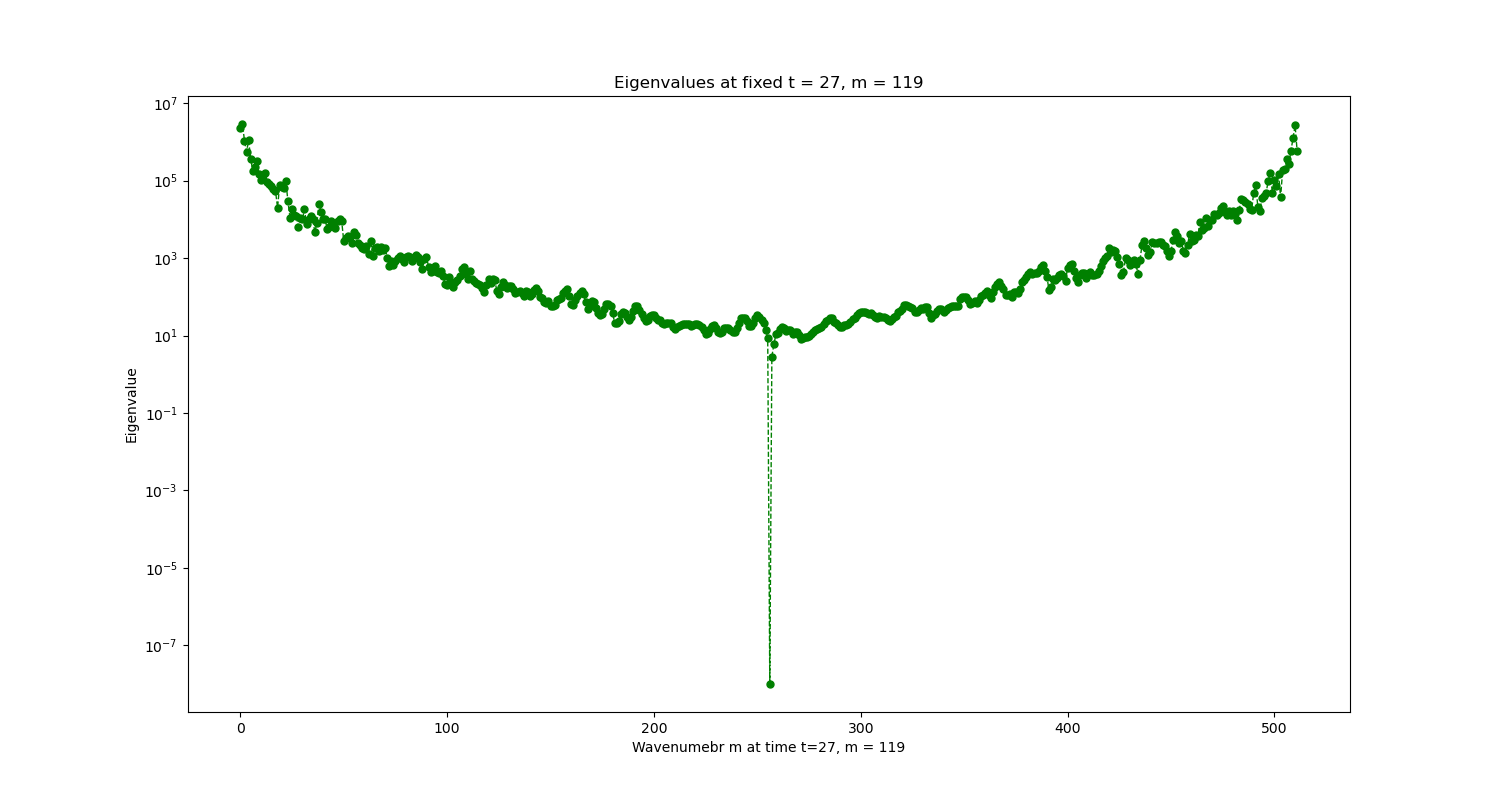 Eigenvalues at fixed t = 27, m = 119
10^7
10^5
10^3
10^1
10^−1
10^−3
10^−5
10^−7
Eigenvalue
0 100 200 300 400 500
Wavenumebr m at time t=27, m = 119